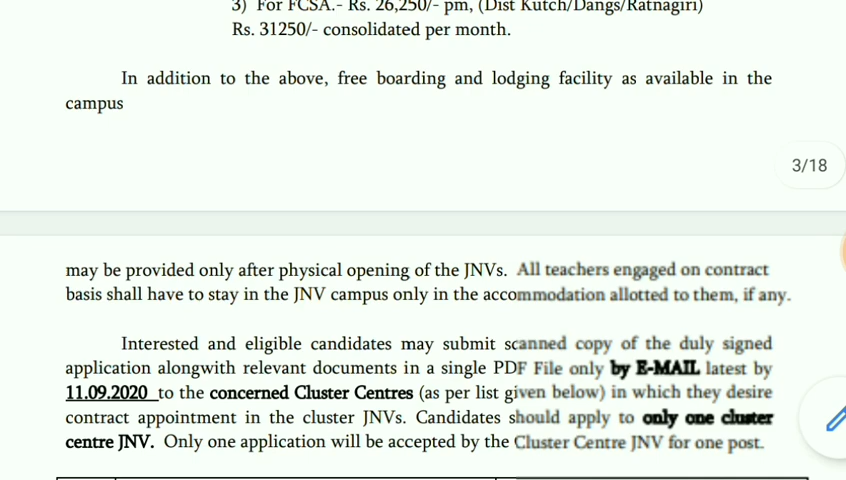 3) For FCSA.- Rs. 26,250/- pm, (Dist Kutch/Dangs/Ratnagiri)
Rs. 31250/- consolidated per month.
In addition to the above, free boarding and lodging facility as available in the
campus
3/18
may be provided only after physical opening of the JNVs. All teachers engaged on contract
basis shall have to stay in the JNV campus only in the accommodation allotted to them, if any.
Interested and eligible candidates may submit scanned copy of the duly signed
application alongwith relevant documents in a single PDF File only by E-MAIL latest by
11.09.2020 to the concerned Cluster Centres (as per list given below) in which they desire
contract appointment in the cluster JNVs. Candidates should apply to only one cluster
centre JNV. Only one application will be accepted by the Cluster Centre JNV for one post.